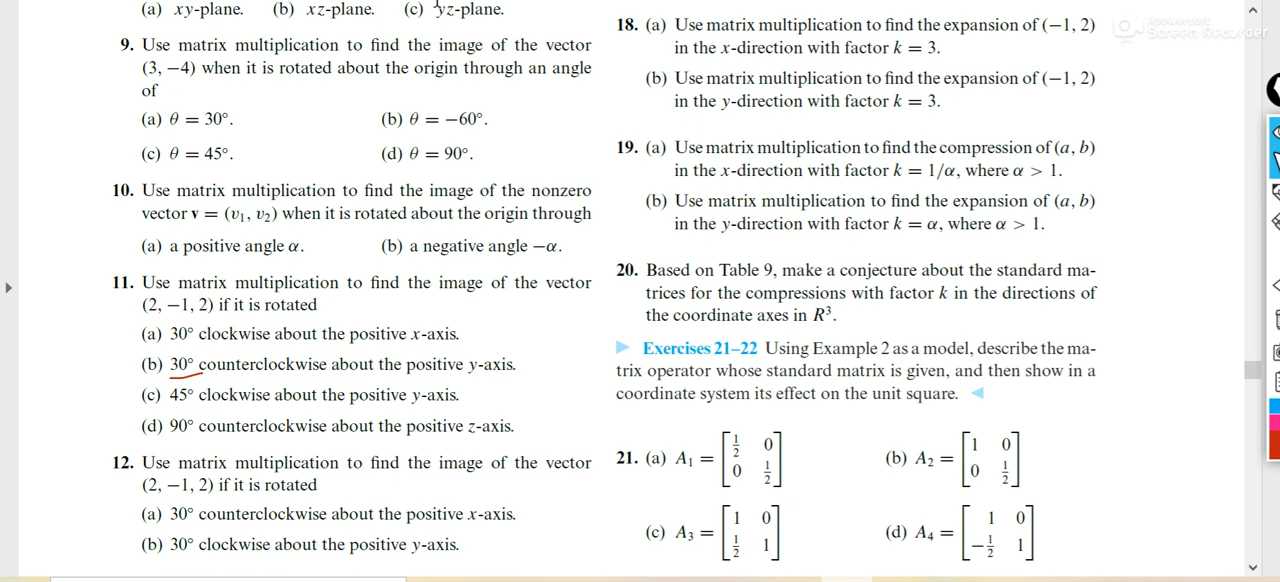 (a) xy-plane. (b) xz-plane. (c) yz-plane.
9. Use matrix multiplication to find the image of the vector
(3, −4) when it is rotated about the origin through an angle
of
(a) θ = 30°. (b) θ = −60°.
(c) θ = 45°. (d) θ = 90°.
10. Use matrix multiplication to find the image of the nonzero
vector v = (v₁, v₂) when it is rotated about the origin through
(a) a positive angle α. (b) a negative angle −α.
11. Use matrix multiplication to find the image of the vector
(2, −1, 2) if it is rotated
(a) 30° clockwise about the positive x-axis.
(b) 30° counterclockwise about the positive y-axis.
(c) 45° clockwise about the positive y-axis.
(d) 90° counterclockwise about the positive z-axis.
12. Use matrix multiplication to find the image of the vector
(2, −1, 2) if it is rotated
(a) 30° counterclockwise about the positive x-axis.
(b) 30° counterclockwise about the positive y-axis.
18. (a) Use matrix multiplication to find the expansion of (−1, 2)
in the x-direction with factor k = 3.
(b) Use matrix multiplication to find the expansion of (−1, 2)
in the y-direction with factor k = 3.
19. (a) Use matrix multiplication to find the compression of (a, b)
in the x-direction with factor k = 1/α, where α > 1.
(b) Use matrix multiplication to find the expansion of (a, b)
in the y-direction with factor k = α, where α > 1.
20. Based on Table 9, make a conjecture about the standard ma-
trices for the compressions with factor k in the directions of
the coordinate axes in R³.
Exercises 21–22 Using Example 2 as a model, describe the ma-
trix operator whose standard matrix is given, and then show in a
coordinate system its effect on the unit square.
21. (a) A₁ = [1/2 0; 0 1/2] (b) A₂ = [1 0; 0 1/2]
(c) A₃ = [1 0; 1/2 1] (d) A₄ = [1 0; −1/2 1]
Apowersoft
Screen Recorder